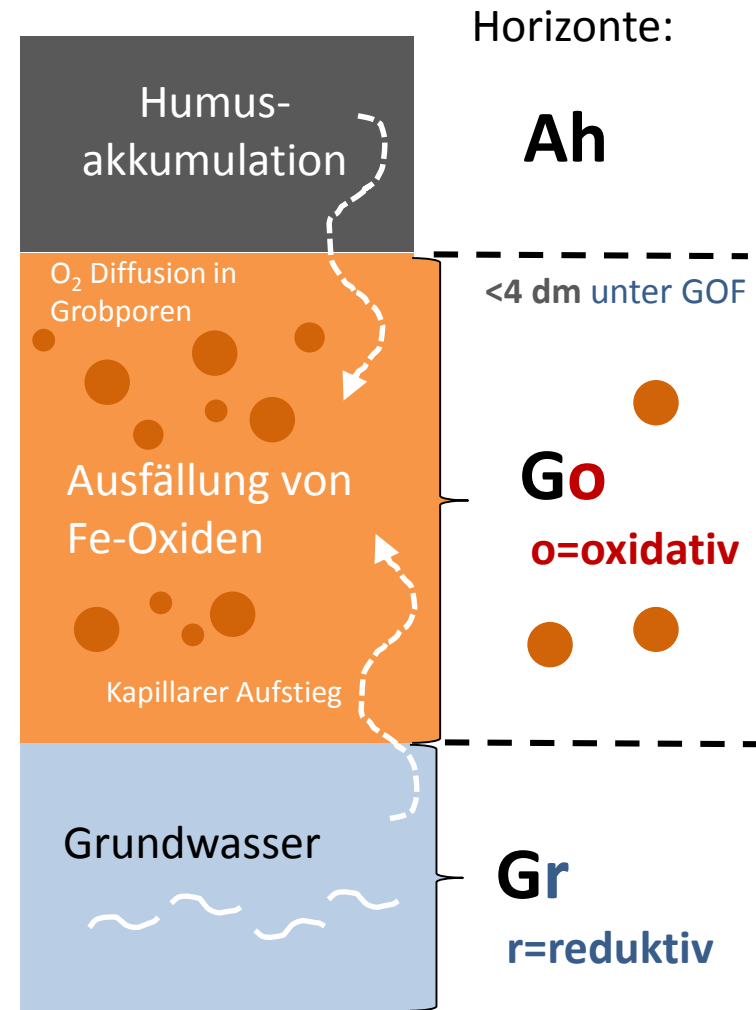 Horizonte:
Humus-
akkumulation
Ah
O₂ Diffusion in
Grobporen
<4 dm unter GOF
Ausfällung von
Fe-Oxiden
Go
o=oxidativ
Kapillarer Aufstieg
Grundwasser
Gr
r=reduktiv